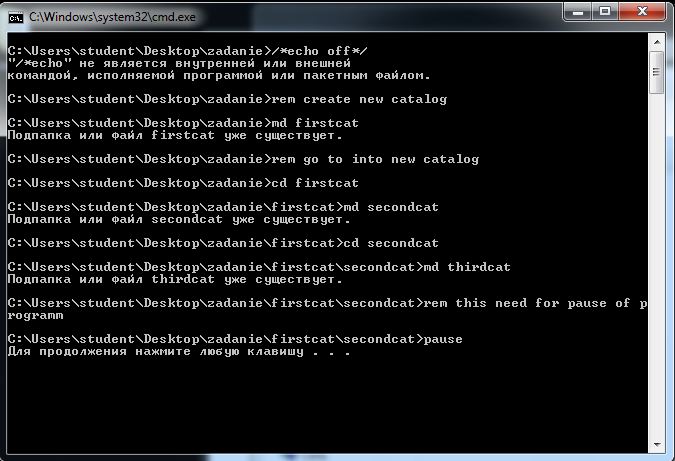 C:\Windows\system32\cmd.exe
C:\Users\student\Desktop\zadanie>/*echo off*/
"/*echo" не является внутренней или внешней
командой, исполняемой программой или пакетным файлом.
C:\Users\student\Desktop\zadanie>rem create new catalog
C:\Users\student\Desktop\zadanie>md firstcat
Подпапка или файл firstcat уже существует.
C:\Users\student\Desktop\zadanie>rem go to into new catalog
C:\Users\student\Desktop\zadanie>cd firstcat
C:\Users\student\Desktop\zadanie\firstcat>md secondcat
Подпапка или файл secondcat уже существует.
C:\Users\student\Desktop\zadanie\firstcat>cd secondcat
C:\Users\student\Desktop\zadanie\firstcat\secondcat>md thirdcat
Подпапка или файл thirdcat уже существует.
C:\Users\student\Desktop\zadanie\firstcat\secondcat>rem this need for pause of p
rogramm
C:\Users\student\Desktop\zadanie\firstcat\secondcat>pause
Для продолжения нажмите любую клавишу . . .